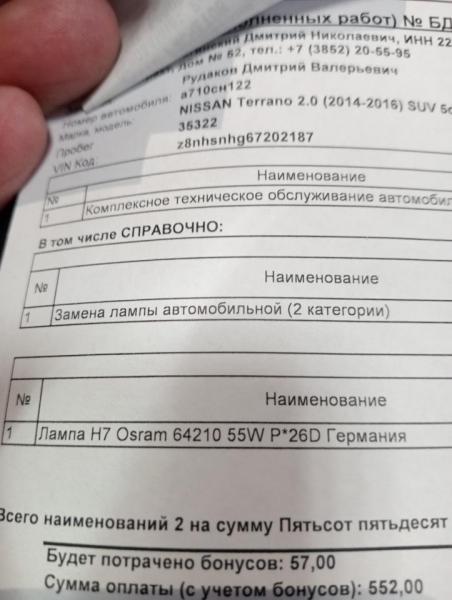 полненных работ) № БД
нский Дмитрий Николаевич, ИНН 22
Дом № 62, тел.: +7 (3852) 20-55-95
Рудаков Дмитрий Валерьевич
Номер автомобиля: а710сн122
Марка, модель: NISSAN Terrano 2.0 (2014-2016) SUV 5
Пробег 35322
VIN Код: z8nhsnhg67202187
№ Наименование
1 Комплексное техническое обслуживание автомобил
В том числе СПРАВОЧНО:
№ Наименование
1 Замена лампы автомобильной (2 категории)
№ Наименование
1 Лампа H7 Osram 64210 55W P*26D Германия
Всего наименований 2 на сумму Пятьсот пятьдесят
Будет потрачено бонусов: 57,00
Сумма оплаты (с учетом бонусов): 552,00